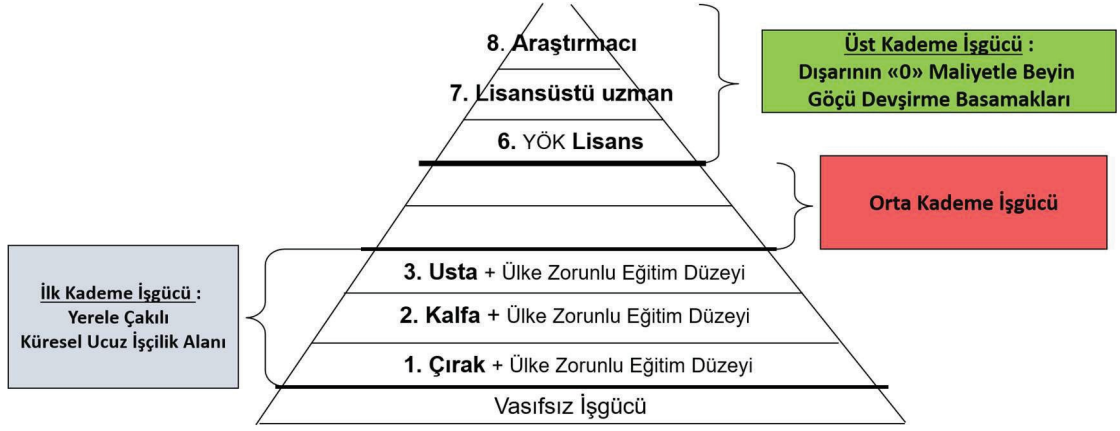 8. Araştırmacı
7. Lisansüstü uzman
6. YÖK Lisans
3. Usta + Ülke Zorunlu Eğitim Düzeyi
2. Kalfa + Ülke Zorunlu Eğitim Düzeyi
1. Çırak + Ülke Zorunlu Eğitim Düzeyi
Vasıfsız İşgücü
Üst Kademe İşgücü :
Dışarının «0» Maliyetle Beyin
Göçü Devşirme Basamakları
Orta Kademe İşgücü
İlk Kademe İşgücü :
Yerele Çakılı
Küresel Ucuz İşçilik Alanı